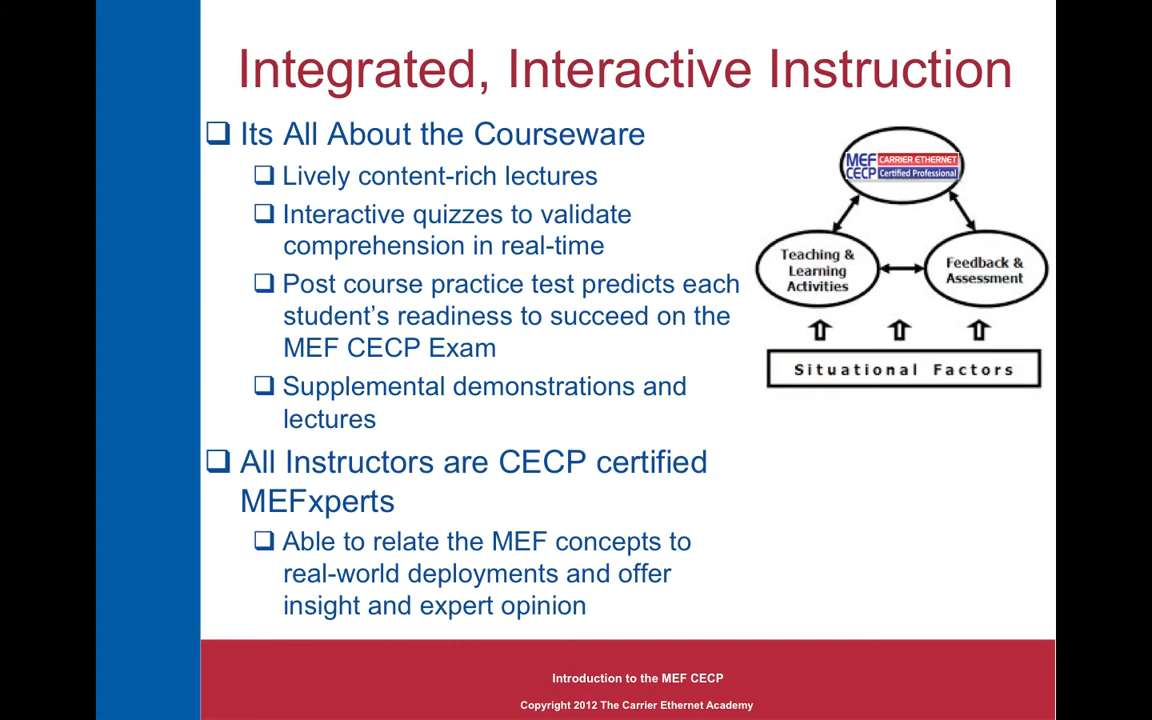 Integrated, Interactive Instruction
Its All About the Courseware
Lively content-rich lectures
Interactive quizzes to validate
comprehension in real-time
Post course practice test predicts each
student's readiness to succeed on the
MEF CECP Exam
Supplemental demonstrations and
lectures
All Instructors are CECP certified
MEFxperts
Able to relate the MEF concepts to
real-world deployments and offer
insight and expert opinion
MEF CARRIER ETHERNET
CECP Certified Professional
Teaching &
Learning
Activities
Feedback &
Assessment
Situational Factors
Introduction to the MEF CECP
Copyright 2012 The Carrier Ethernet Academy